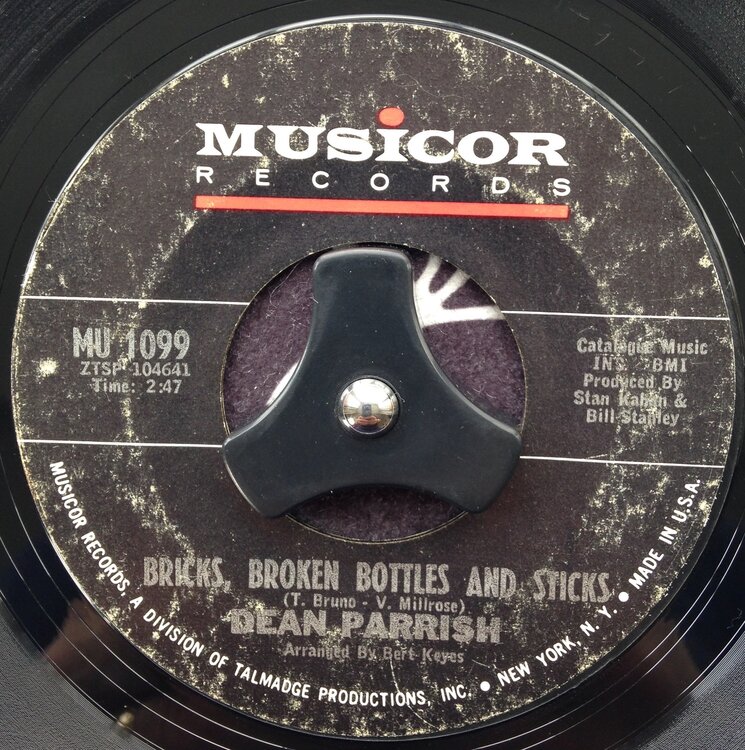 MUSICOR
RECORDS
MU 1099
ZTSP 104641
Time: 2:47
Catalogue Music
INS BMI
Produced By
Stan Kahan &
Bill Stanley
BRICKS, BROKEN BOTTLES AND STICKS
(T. Bruno - V. Millrose)
DEAN PARRISH
Arranged By Bert Keyes
MUSICOR RECORDS, A DIVISION OF TALMADGE PRODUCTIONS, INC. ● NEW YORK, N. Y. ● MADE IN U.S.A.